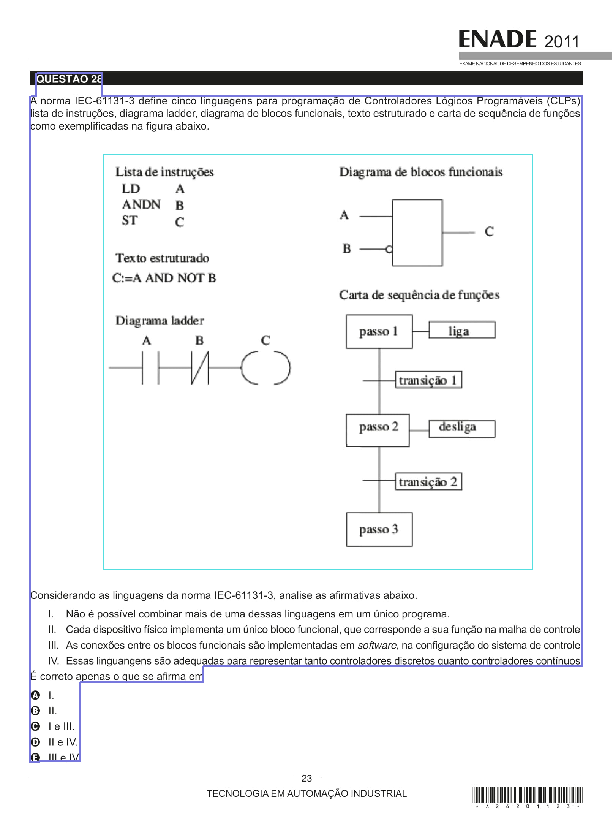 ENADE 2011
EXAME NACIONAL DE DESEMPENHO DOS ESTUDANTES
QUESTÃO 28
A norma IEC-61131-3 define cinco linguagens para programação de Controladores Lógicos Programáveis (CLPs)
lista de instruções, diagrama ladder, diagrama de blocos funcionais, texto estruturado e carta de sequência de funções
como exemplificadas na figura abaixo.
Lista de instruções
LD A
ANDN B
ST C
Texto estruturado
C:=A AND NOT B
Diagrama ladder
A B C
Diagrama de blocos funcionais
A
B
C
Carta de sequência de funções
passo 1 liga
transição 1
passo 2 desliga
transição 2
passo 3
Considerando as linguagens da norma IEC-61131-3, analise as afirmativas abaixo.
I. Não é possível combinar mais de uma dessas linguagens em um único programa.
II. Cada dispositivo físico implementa um único bloco funcional, que corresponde a sua função na malha de controle
III. As conexões entre os blocos funcionais são implementadas em software, na configuração do sistema de controle
IV. Essas linguangens são adequadas para representar tanto controladores discretos quanto controladores contínuos
É correto apenas o que se afirma em
A I.
B II.
C I e III.
D II e IV.
E III e IV
23
TECNOLOGIA EM AUTOMAÇÃO INDUSTRIAL